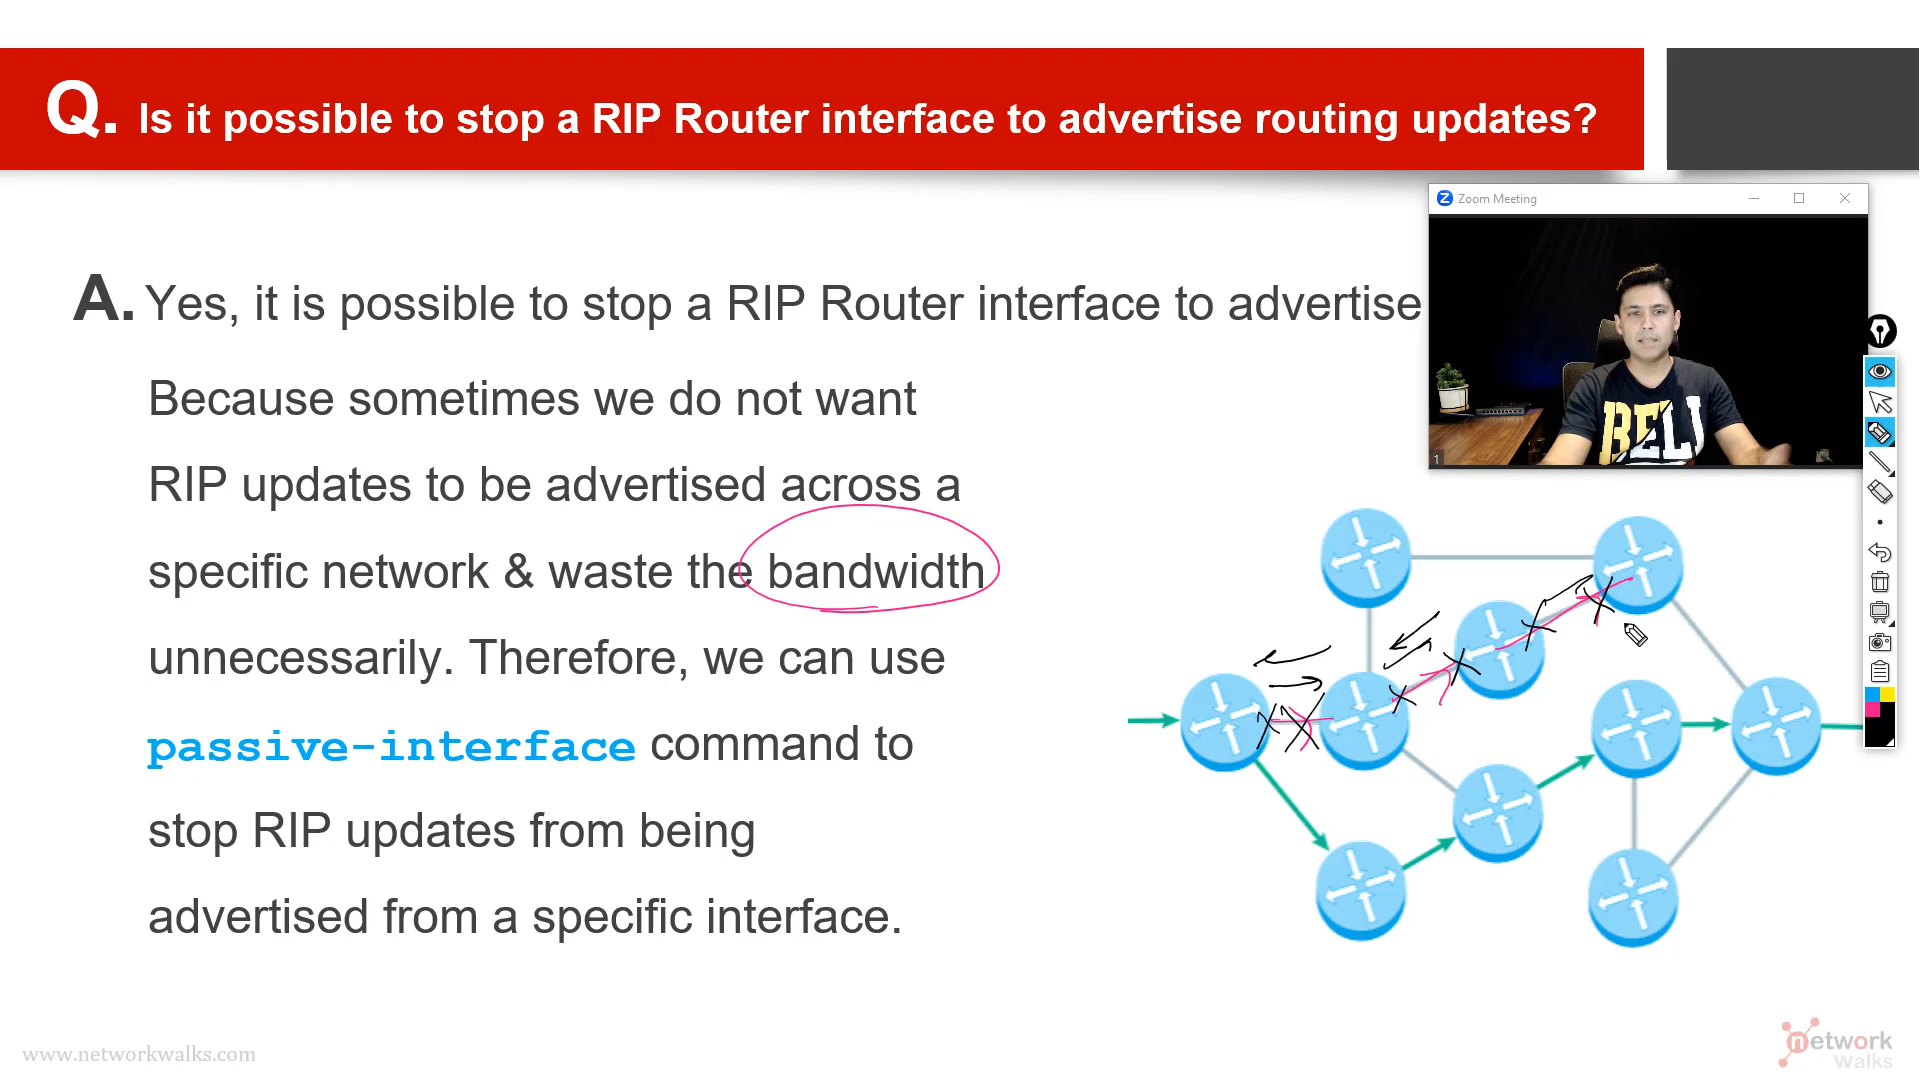 Q. Is it possible to stop a RIP Router interface to advertise routing updates?
Zoom Meeting
A. Yes, it is possible to stop a RIP Router interface to advertise
Because sometimes we do not want
RIP updates to be advertised across a
specific network & waste the bandwidth
unnecessarily. Therefore, we can use
passive-interface command to
stop RIP updates from being
advertised from a specific interface.
BELI
1
www.networkwalks.com
network
Walks